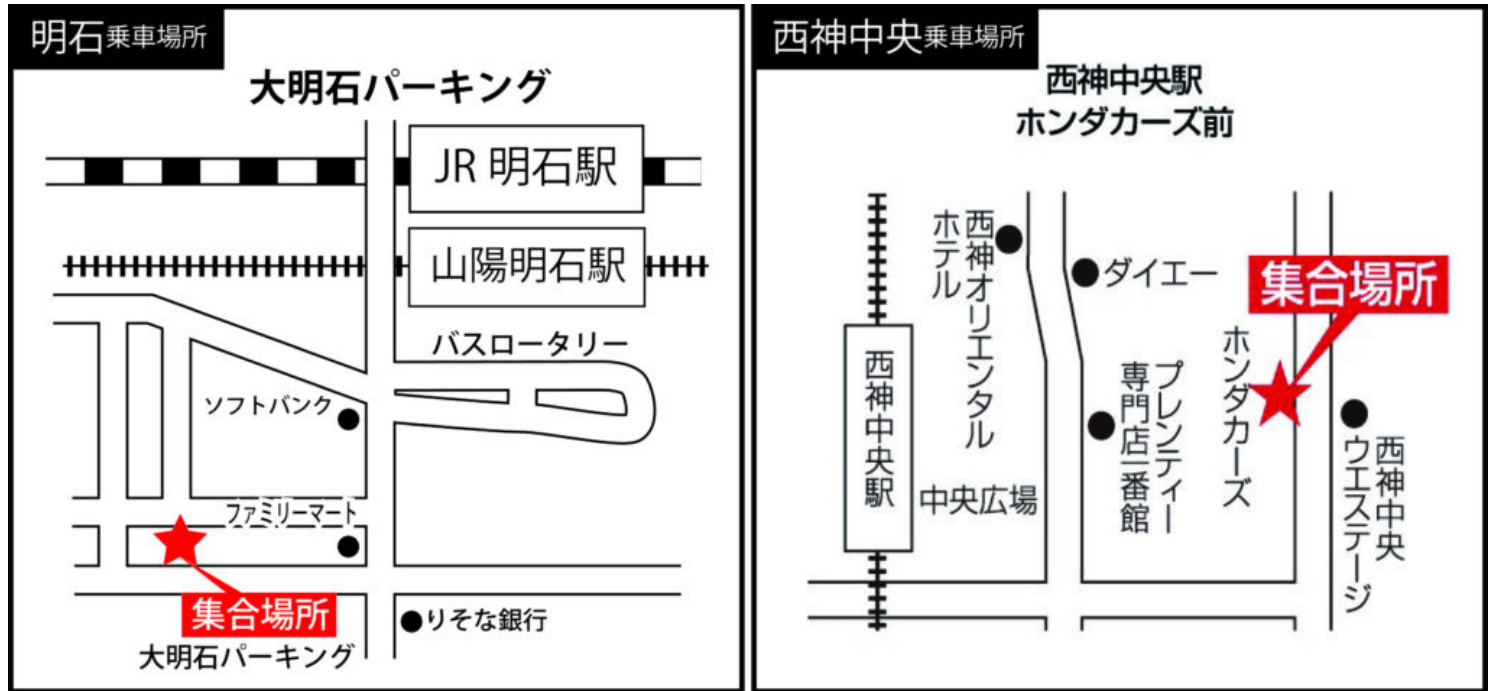 明石乗車場所
大明石パーキング
JR 明石駅
山陽明石駅
バスロータリー
ソフトバンク
ファミリーマート
集合場所
りそな銀行
大明石パーキング
西神中央乗車場所
西神中央駅
ホンダカーズ前
西神オリエンタル
ホテル
ダイエー
集合場所
ホンダカーズ
西神中央駅
プレンティー
専門店一番館
中央広場
西神中央
ウエステージ